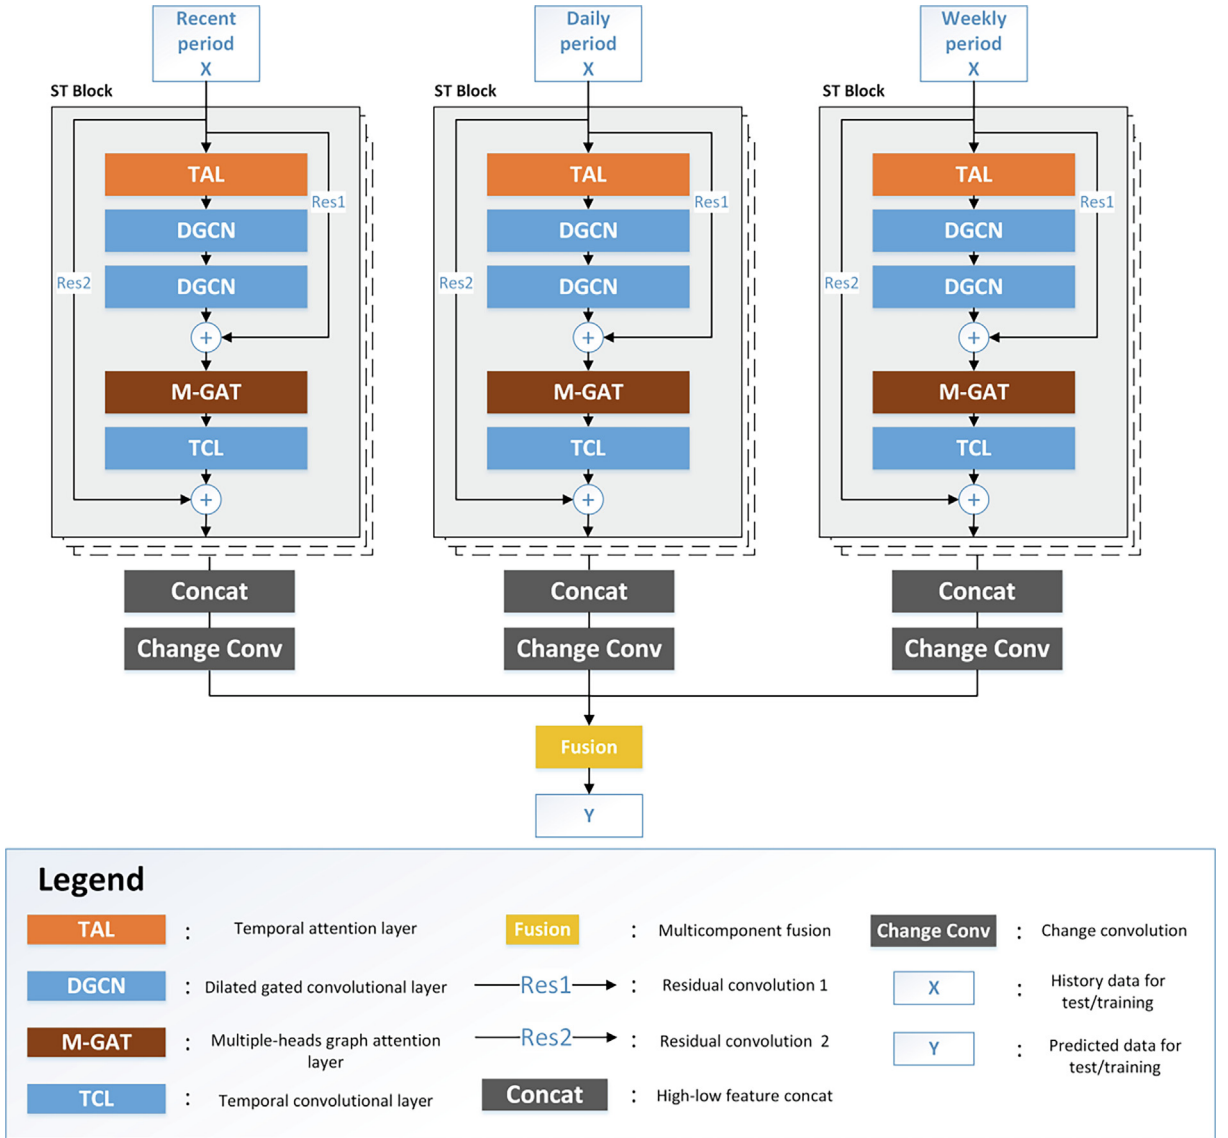 Recent
period
X
Daily
period
X
Weekly
period
X
ST Block
TAL
DGCN
DGCN
+
M-GAT
TCL
+
Res1
Res2
ST Block
TAL
DGCN
DGCN
+
M-GAT
TCL
+
Res1
Res2
ST Block
TAL
DGCN
DGCN
+
M-GAT
TCL
+
Res1
Res2
Concat
Change Conv
Concat
Change Conv
Concat
Change Conv
Fusion
Y
Legend
TAL : Temporal attention layer
DGCN : Dilated gated convolutional layer
M-GAT : Multiple-heads graph attention
layer
TCL : Temporal convolutional layer
Fusion : Multicomponent fusion
Res1 : Residual convolution 1
Res2 : Residual convolution 2
Concat : High-low feature concat
Change Conv : Change convolution
X : History data for
test/training
Y : Predicted data for
test/training